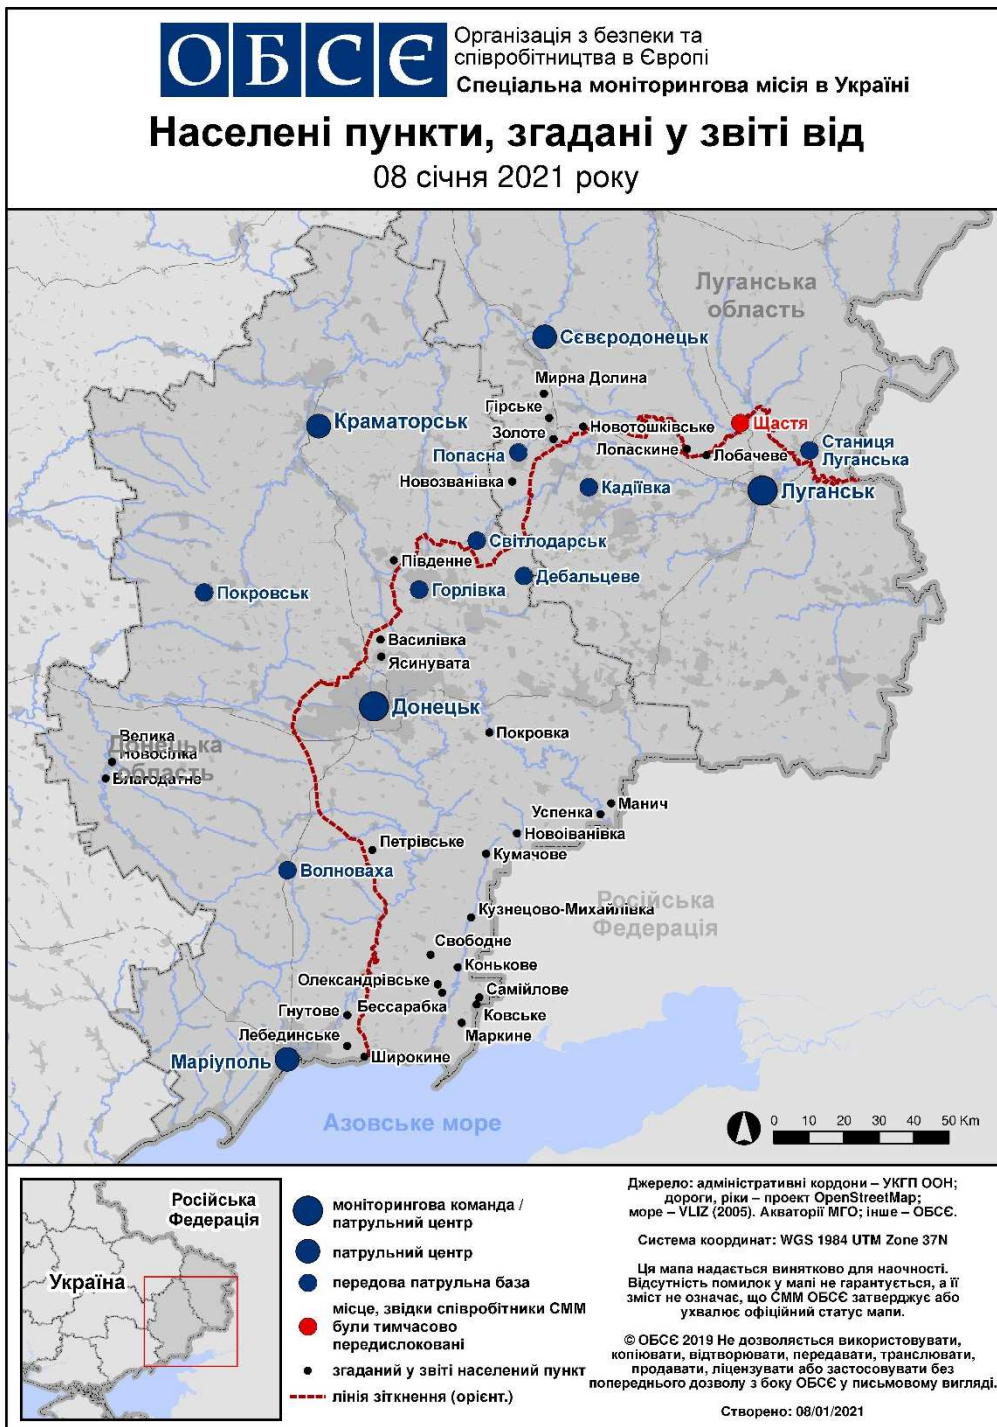 ОБСЄ
Організація з безпеки та
співробітництва в Європі
Спеціальна моніторингова місія в Україні
Населені пункти, згадані у звіті від
08 січня 2021 року
Луганська
область
Сєвєродонецьк
Мирна Долина
Гірське
Золоте
Новотошківське
Щастя
Краматорськ
Попасна
Лопаскине
Лобачеве
Станиця
Луганська
Новозванівка
Кадіївка
Луганськ
Світлодарськ
Південне
Дебальцеве
Горлівка
Покровськ
Василівка
Ясинувата
Донецьк
Покровка
Велика
Новосілка
Донецька
область
Благодатне
Манич
Успенка
Новоіванівка
Петрівське
Кумачове
Волноваха
Кузнецово-Михайлівка
Російська
Федерація
Свободне
Конькове
Олександрівське
Самійлове
Бессарабка
Гнутове
Ковське
Маркине
Лебединське
Широкине
Маріуполь
Азовське море
0 10 20 30 40 50 Km
Російська
Федерація
Україна
моніторингова команда /
патрульний центр
патрульний центр
передова патрульна база
місце, звідки співробітники СММ
були тимчасово
передислоковані
згаданий у звіті населений пункт
лінія зіткнення (орієнт.)
Джерело: адміністративні кордони – УКГП ООН;
дороги, ріки – проект OpenStreetMap;
море – VLIZ (2005). Акваторії МГО; інше – ОБСЄ.
Система координат: WGS 1984 UTM Zone 37N
Ця мапа надається винятково для наочності.
Відсутність помилок у мапі не гарантується, а її
зміст не означає, що СММ ОБСЄ затверджує або
ухвалює офіційний статус мапи.
© ОБСЄ 2019 Не дозволяється використовувати,
копіювати, відтворювати, передавати, транслювати,
продавати, ліцензувати або застосовувати без
попереднього дозволу з боку ОБСЄ у письмовому вигляді.
Створено: 08/01/2021